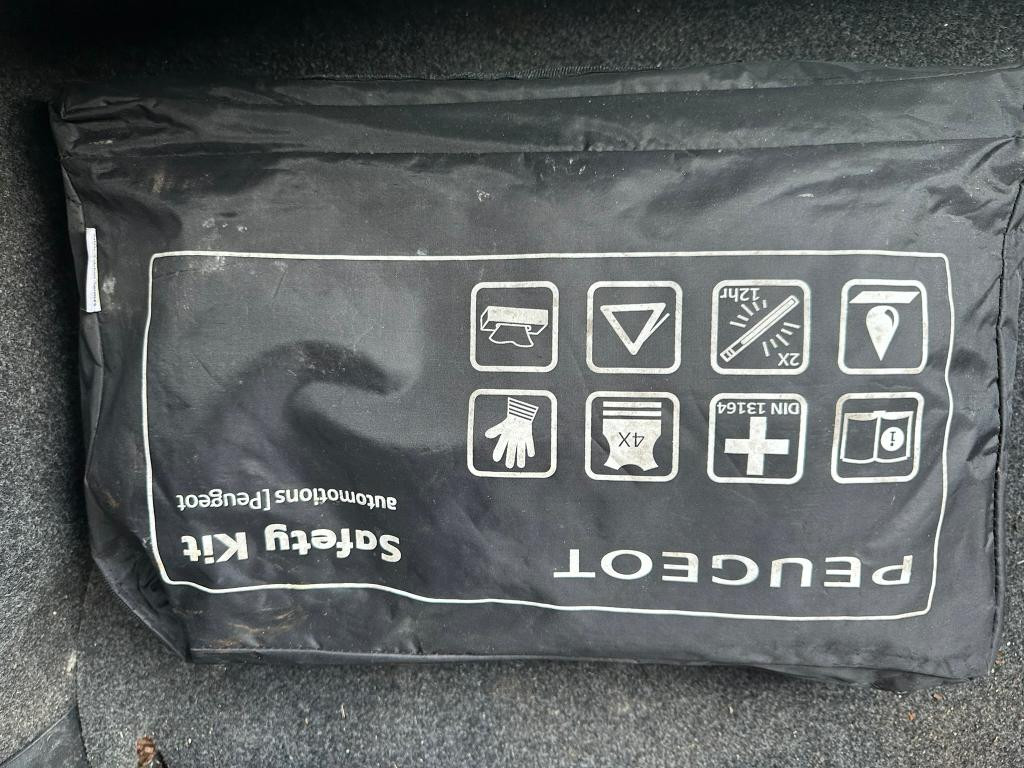 PEUGEOT
Safety Kit
automotions[Peugeot
i
DIN 13164
4X
2X
12hr